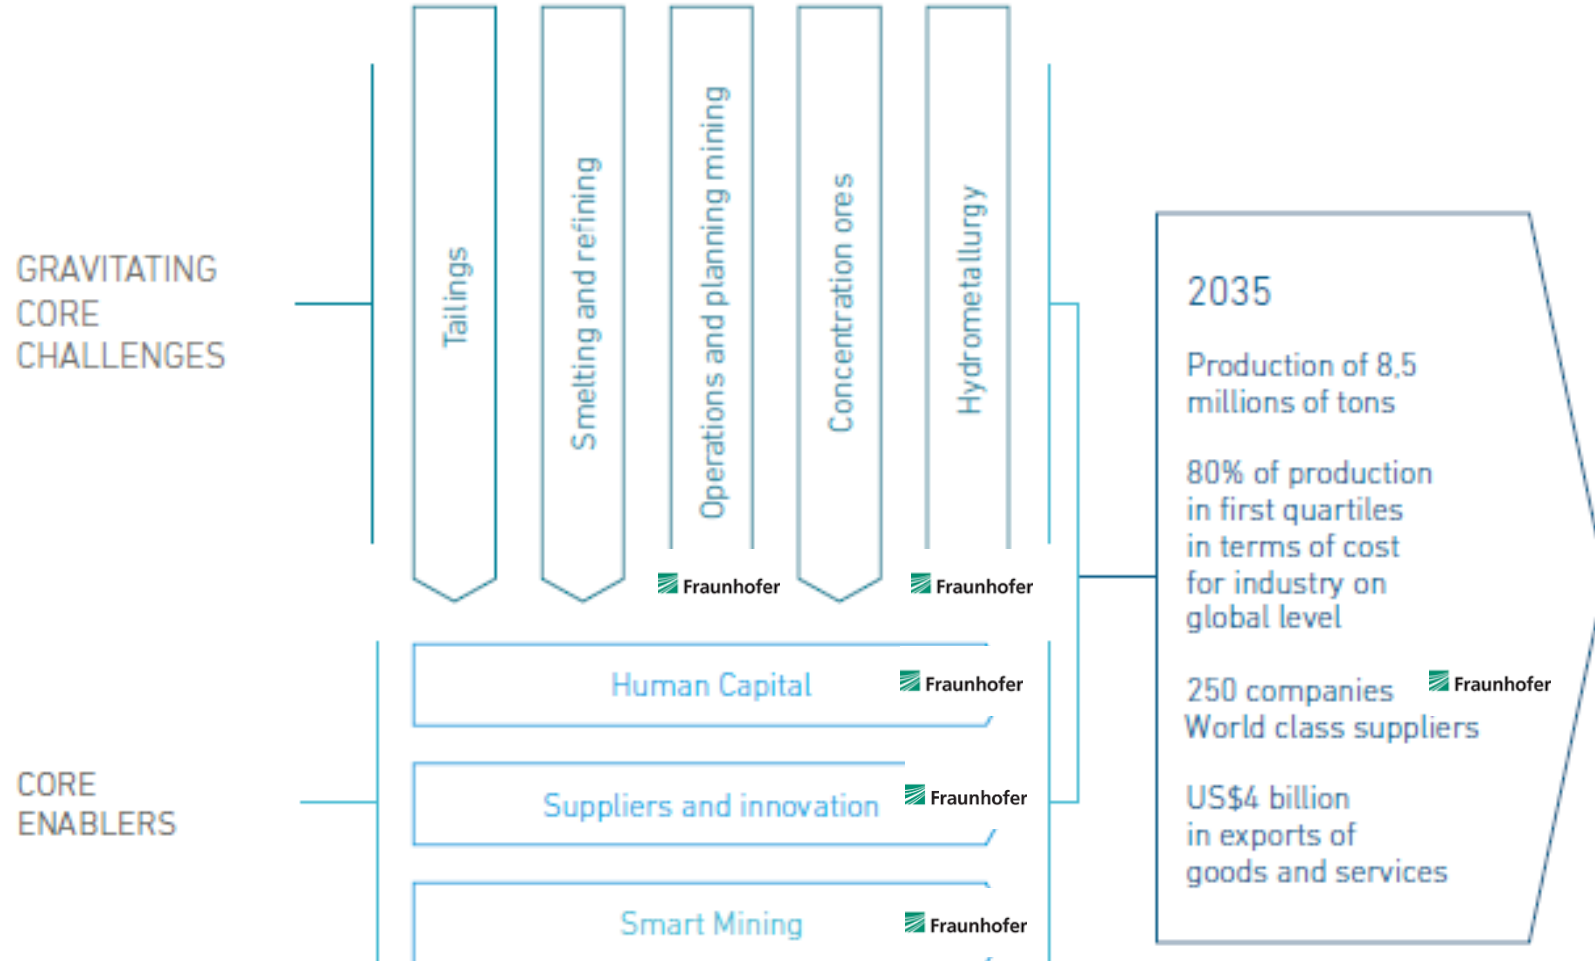 GRAVITATING
CORE
CHALLENGES
Tailings
Smelting and refining
Operations and planning mining
Concentration ores
Hydrometallurgy
Fraunhofer
Fraunhofer
CORE
ENABLERS
Human Capital
Fraunhofer
Suppliers and innovation
Fraunhofer
Smart Mining
Fraunhofer
2035
Production of 8,5
millions of tons
80% of production
in first quartiles
in terms of cost
for industry on
global level
250 companies
Fraunhofer
World class suppliers
US$4 billion
in exports of
goods and services